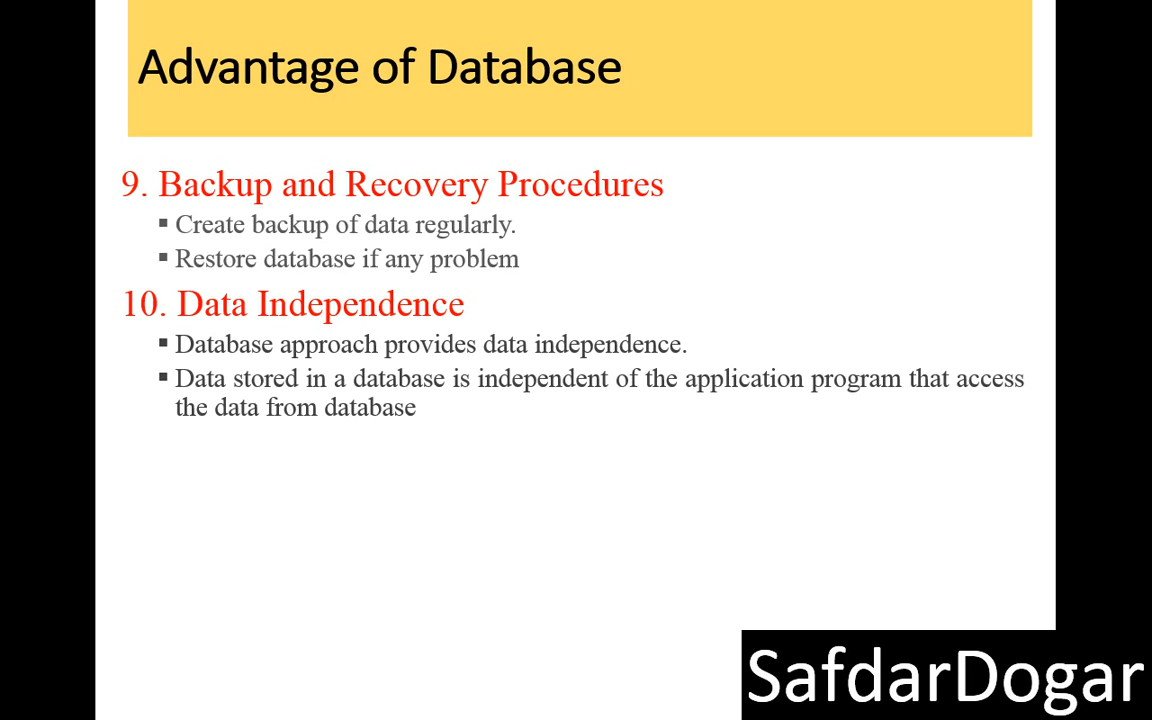 Advantage of Database
9. Backup and Recovery Procedures
▪ Create backup of data regularly.
▪ Restore database if any problem
10. Data Independence
▪ Database approach provides data independence.
▪ Data stored in a database is independent of the application program that access
the data from database
SafdarDogar